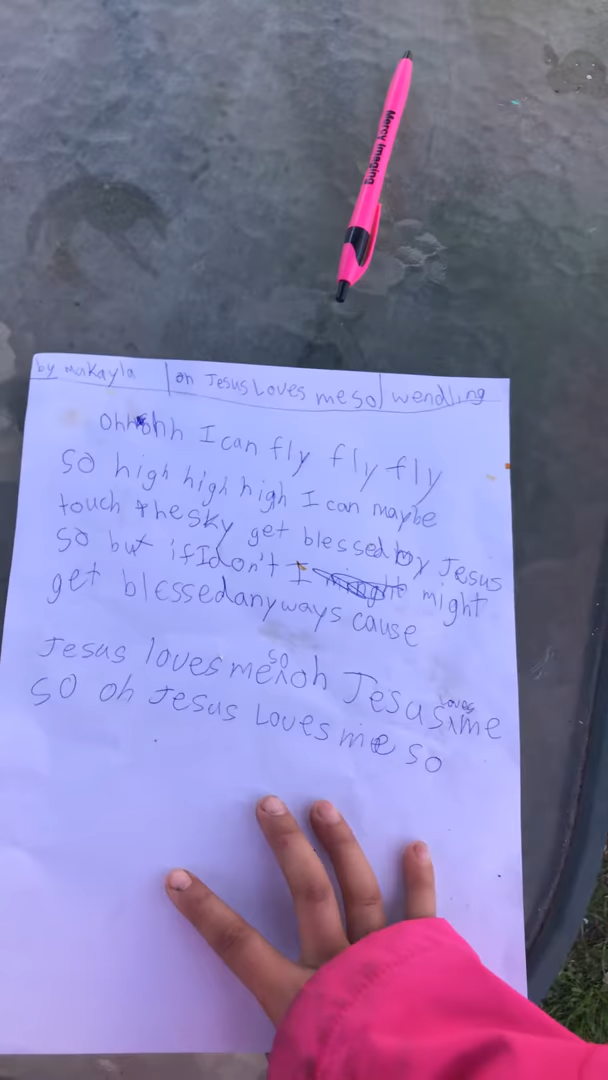 Mercy Imaging
by Makayla | oh Jesus Loves me so | wendling
Ohhohh I can fly fly fly
so high high high I can maybe
touch the sky get blessed by Jesus
so but if I don't I might
get blessed anyways cause
Jesus loves me so oh Jesus loves me
so oh Jesus Loves me so